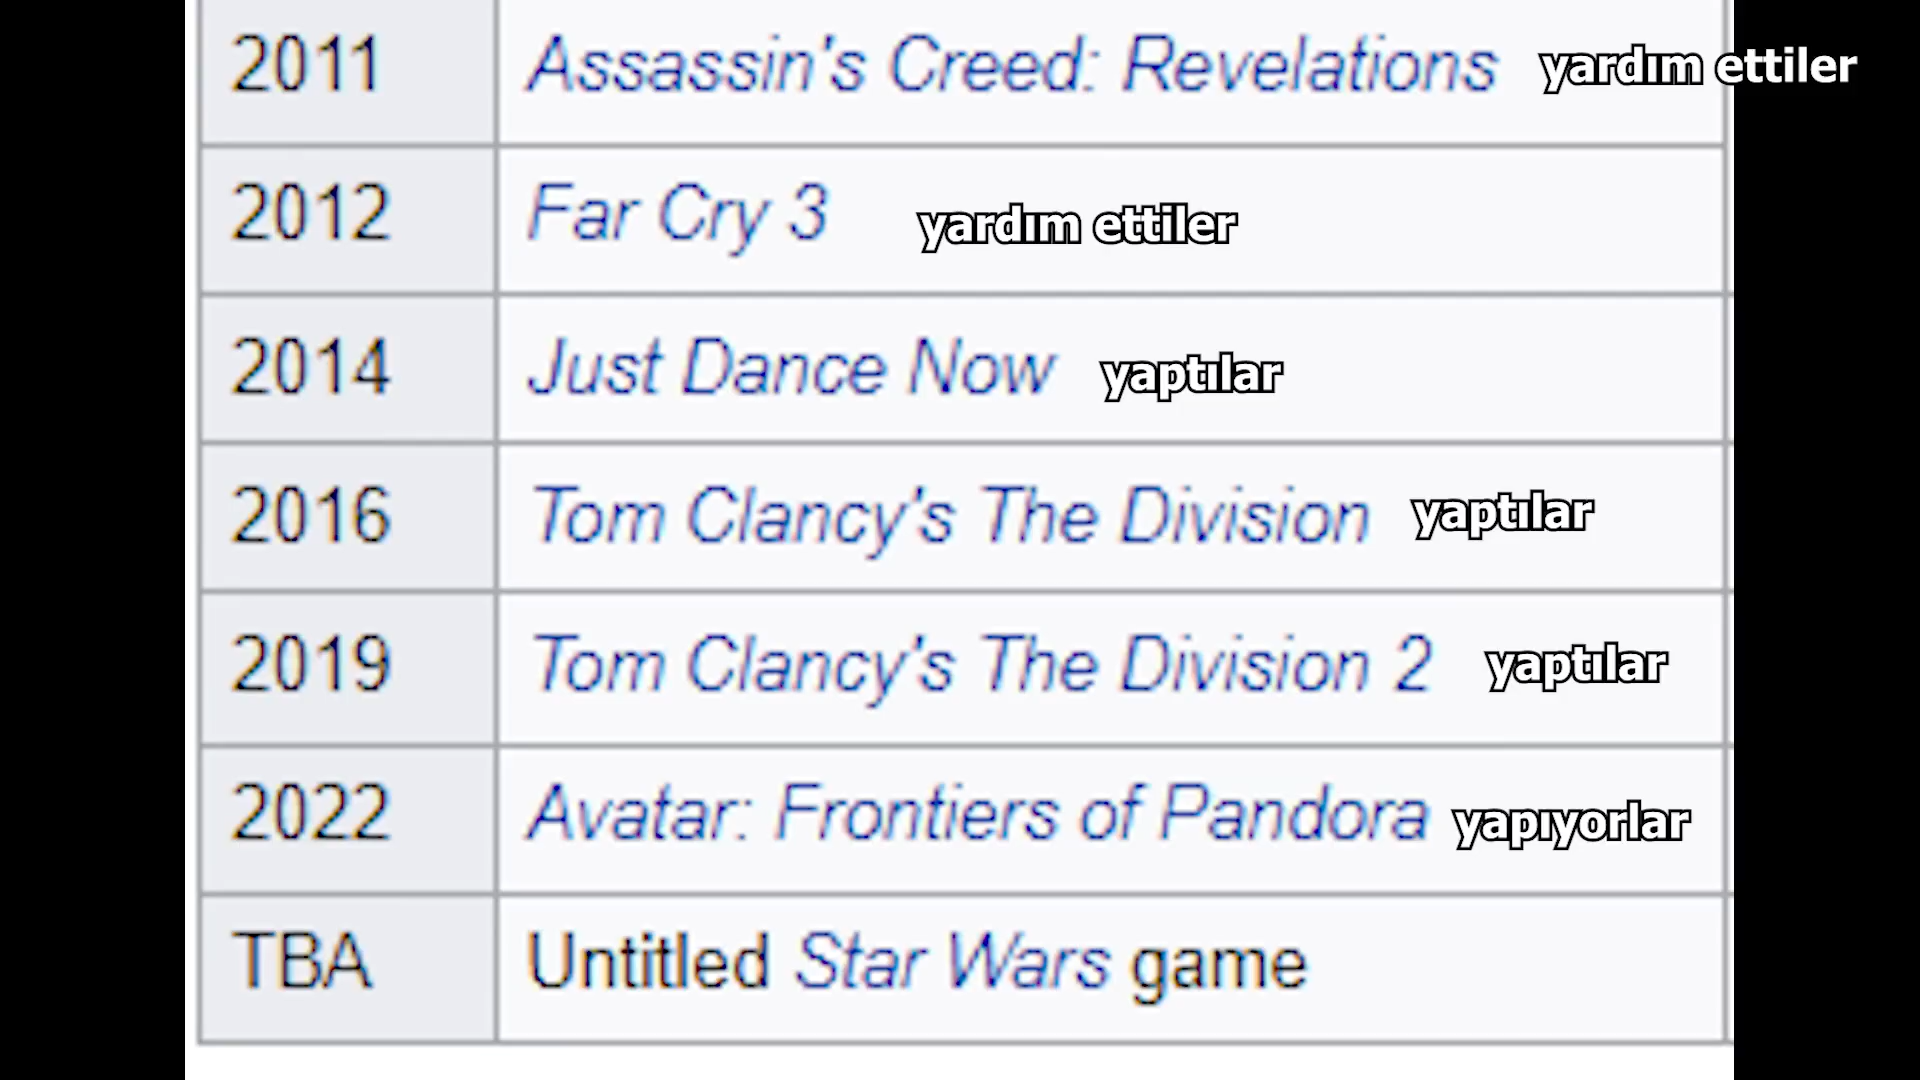 2011 Assassin's Creed: Revelations yardım ettiler
2012 Far Cry 3 yardım ettiler
2014 Just Dance Now yaptılar
2016 Tom Clancy's The Division yaptılar
2019 Tom Clancy's The Division 2 yaptılar
2022 Avatar: Frontiers of Pandora yapıyorlar
TBA Untitled Star Wars game